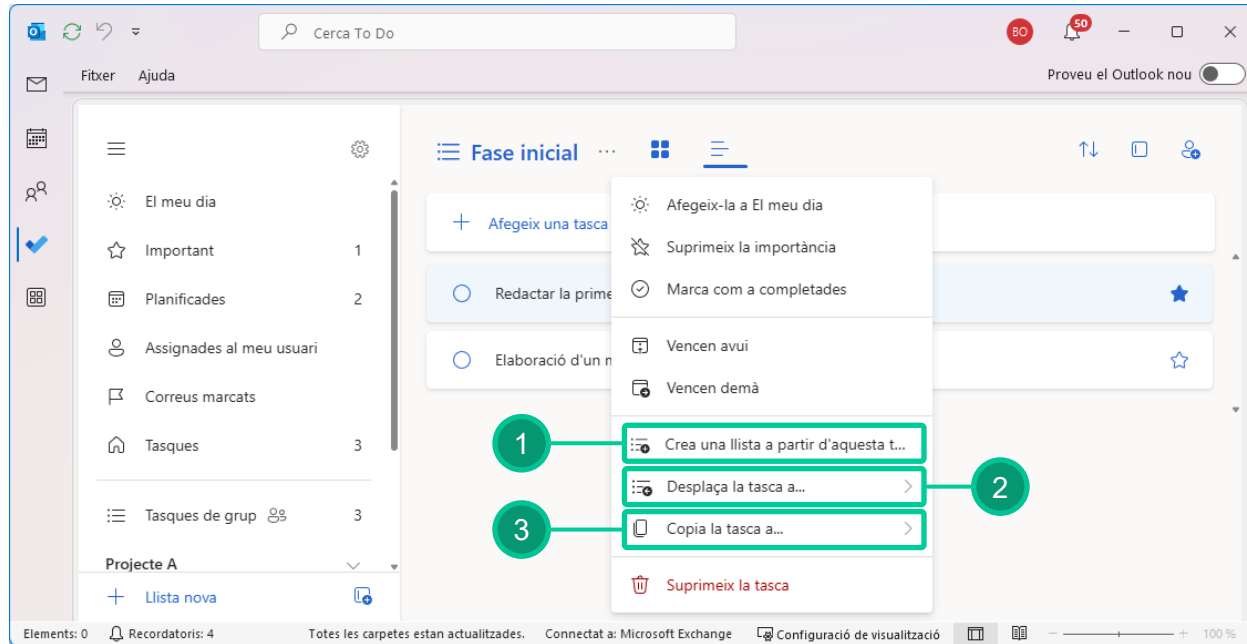 Cerca To Do
BO
50
Fitxer Ajuda
Proveu el Outlook nou
El meu dia
Important 1
Planificades 2
Assignades al meu usuari
Correus marcats
Tasques 3
Tasques de grup 3
Projecte A
Llista nova
Fase inicial ...
Afegeix una tasca
Redactar la prime
Elaboració d'un
Afegeix-la a El meu dia
Suprimeix la importància
Marca com a completades
Vencen avui
Vencen demà
1
Crea una llista a partir d'aquesta t...
Desplaça la tasca a...
2
3
Copia la tasca a...
Suprimeix la tasca
Elements: 0 Recordatoris: 4 Totes les carpetes estan actualitzades. Connectat a: Microsoft Exchange Configuració de visualització 100 %